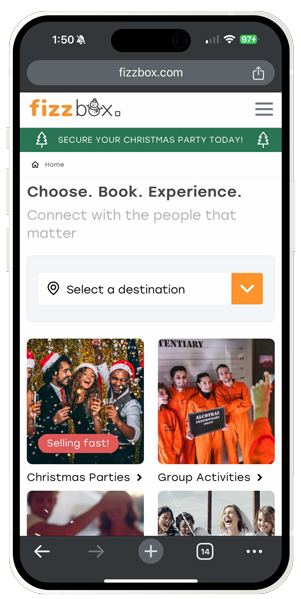 1:50
97
fizzbox.com
fizzbox
SECURE YOUR CHRISTMAS PARTY TODAY!
Home
Choose. Book. Experience.
Connect with the people that
matter
Select a destination
TENTIARY
ALCOTRAZ
Selling fast!
Christmas Parties
Group Activities
14